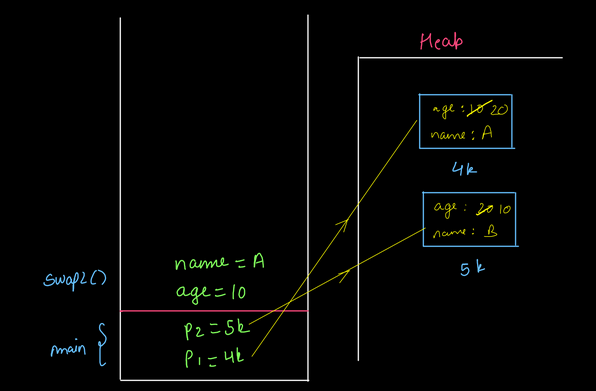 Heap
age : 10 20
name : A
4k
age : 20 10
name : B
5k
swap2()
name = A
age = 10
main {
P2 = 5k
P1 = 4k